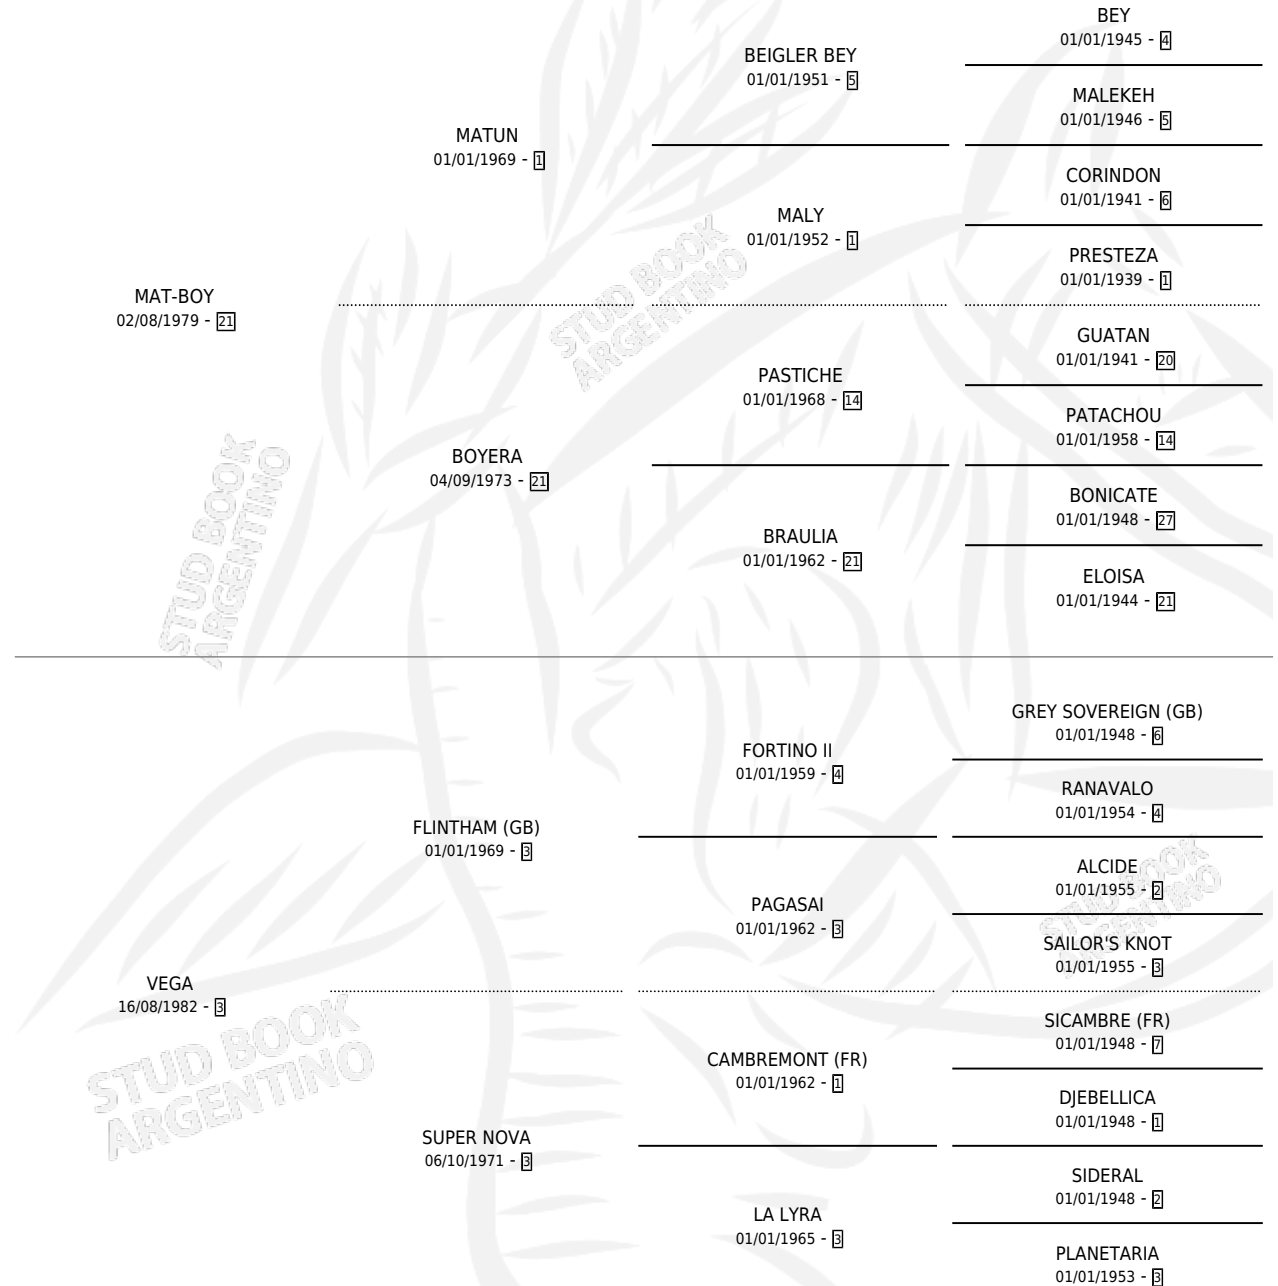 BEY
01/01/1945 - 4
BEIGLER BEY
01/01/1951 - 5
MALEKEH
01/01/1946 - 5
MATUN
01/01/1969 - 1
CORINDON
01/01/1941 - 6
MALY
01/01/1952 - 1
PRESTEZA
01/01/1939 - 1
MAT-BOY
02/08/1979 - 21
GUATAN
01/01/1941 - 20
PASTICHE
01/01/1968 - 14
PATACHOU
01/01/1958 - 14
BOYERA
04/09/1973 - 21
BONICATE
01/01/1948 - 27
BRAULIA
01/01/1962 - 21
ELOISA
01/01/1944 - 21
GREY SOVEREIGN (GB)
01/01/1948 - 6
FORTINO II
01/01/1959 - 4
RANAVALO
01/01/1954 - 4
FLINTHAM (GB)
01/01/1969 - 3
ALCIDE
01/01/1955 - 2
PAGASAI
01/01/1962 - 3
SAILOR'S KNOT
01/01/1955 - 3
VEGA
16/08/1982 - 3
SICAMBRE (FR)
01/01/1948 - 7
CAMBREMONT (FR)
01/01/1962 - 1
DJEBELLICA
01/01/1948 - 1
SUPER NOVA
06/10/1971 - 3
SIDERAL
01/01/1948 - 2
LA LYRA
01/01/1965 - 3
PLANETARIA
01/01/1953 - 3
STUD BOOK
ARGENTINO
STUD BOOK
ARGENTINO
STUD BOOK
ARGENTINO
STUD BOOK
ARGENTINO